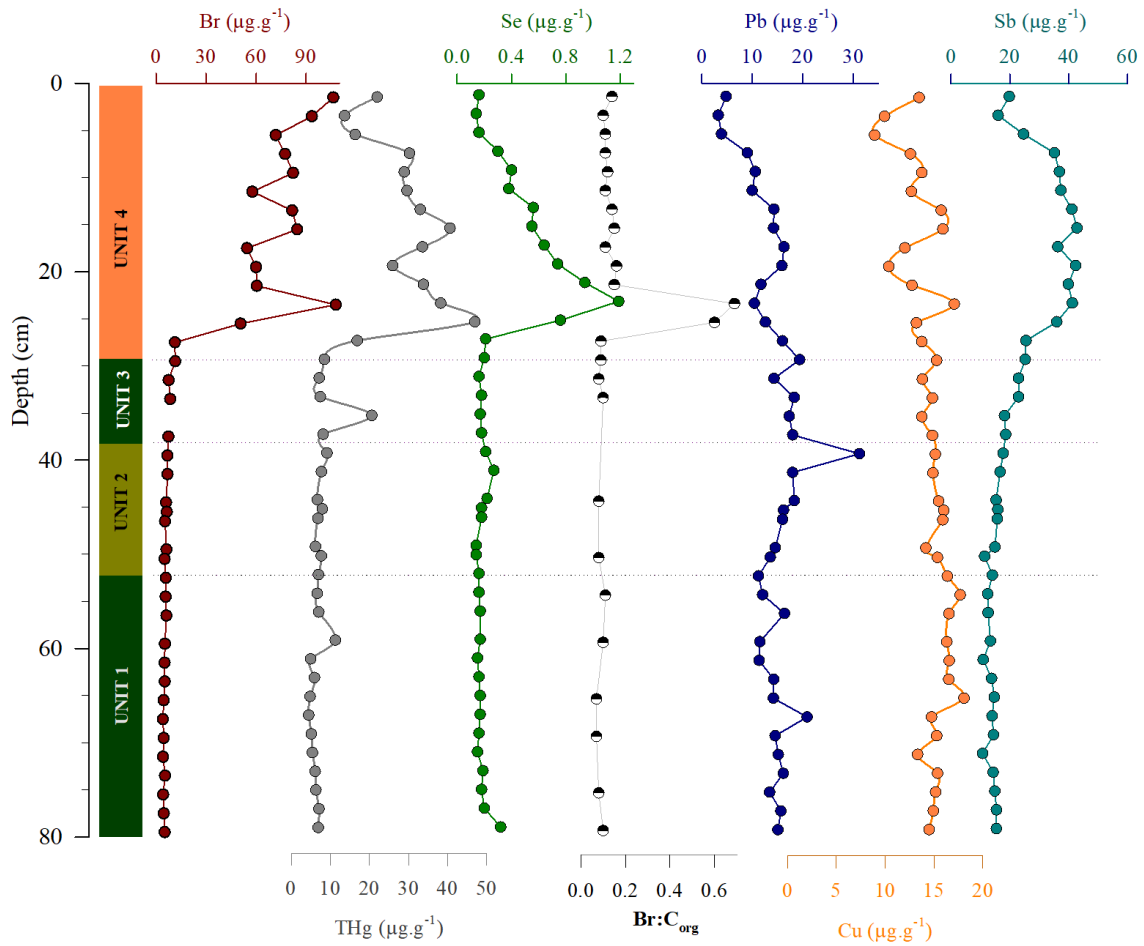 Br (µg.g⁻¹) Se (µg.g⁻¹) Pb (µg.g⁻¹) Sb (µg.g⁻¹)
0 30 60 90 0.0 0.4 0.8 1.2 0 10 20 30 0 20 40 60
Depth (cm)
0
20
40
60
80
UNIT 4
UNIT 3
UNIT 2
UNIT 1
0 10 20 30 40 50 0.0 0.2 0.4 0.6 0 5 10 15 20
THg (µg.g⁻¹) Br:Corg Cu (µg.g⁻¹)